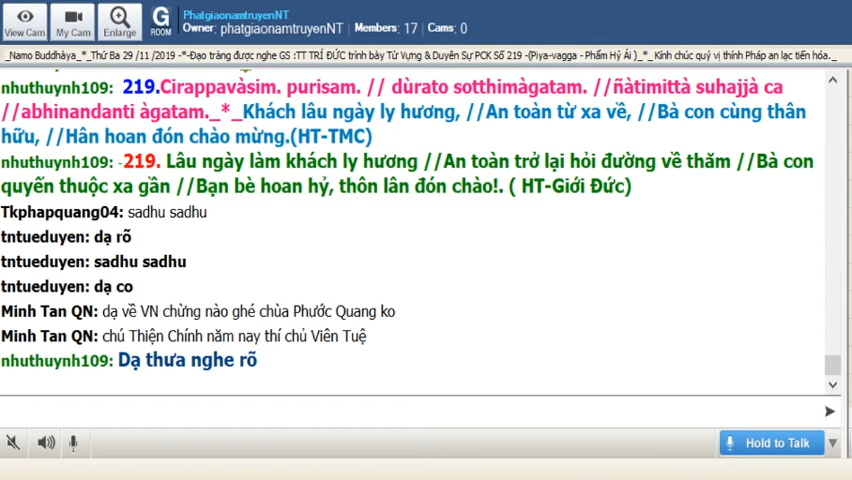 View Cam
My Cam
Enlarge
G
ROOM
PhatgiaonamtruyenNT
Owner: phatgiaonamtruyenNT Members: 17 Cams: 0
_Namo Buddhàya_*_Thứ Ba 29 /11 /2019 -*-Đạo tràng được nghe GS :TT TRÍ ĐỨC trình bày Từ Vựng & Duyên Sự PCK Số 219 -(Piya-vagga - Phẩm Hỷ Ái )_*_Kính chúc quý vị thính Pháp an lạc tiến hóa._
nhuthuynh109: 219.Cirappavàsim. purisam. // dùrato sotthimàgatam. //ñàtimittà suhajjà ca
//abhinandanti àgatam._*_Khách lâu ngày ly hương, //An toàn từ xa về, //Bà con cùng thân
hữu, //Hân hoan đón chào mừng.(HT-TMC)
nhuthuynh109: -219. Lâu ngày làm khách ly hương //An toàn trở lại hỏi đường về thăm //Bà con
quyến thuộc xa gần //Bạn bè hoan hỷ, thôn lân đón chào!. ( HT-Giới Đức)
Tkphapquang04: sadhu sadhu
tntueduyen: dạ rõ
tntueduyen: sadhu sadhu
tntueduyen: dạ co
Minh Tan QN: dạ về VN chừng nào ghé chùa Phước Quang ko
Minh Tan QN: chú Thiện Chính năm nay thí chủ Viên Tuệ
nhuthuynh109: Dạ thưa nghe rõ
Hold to Talk